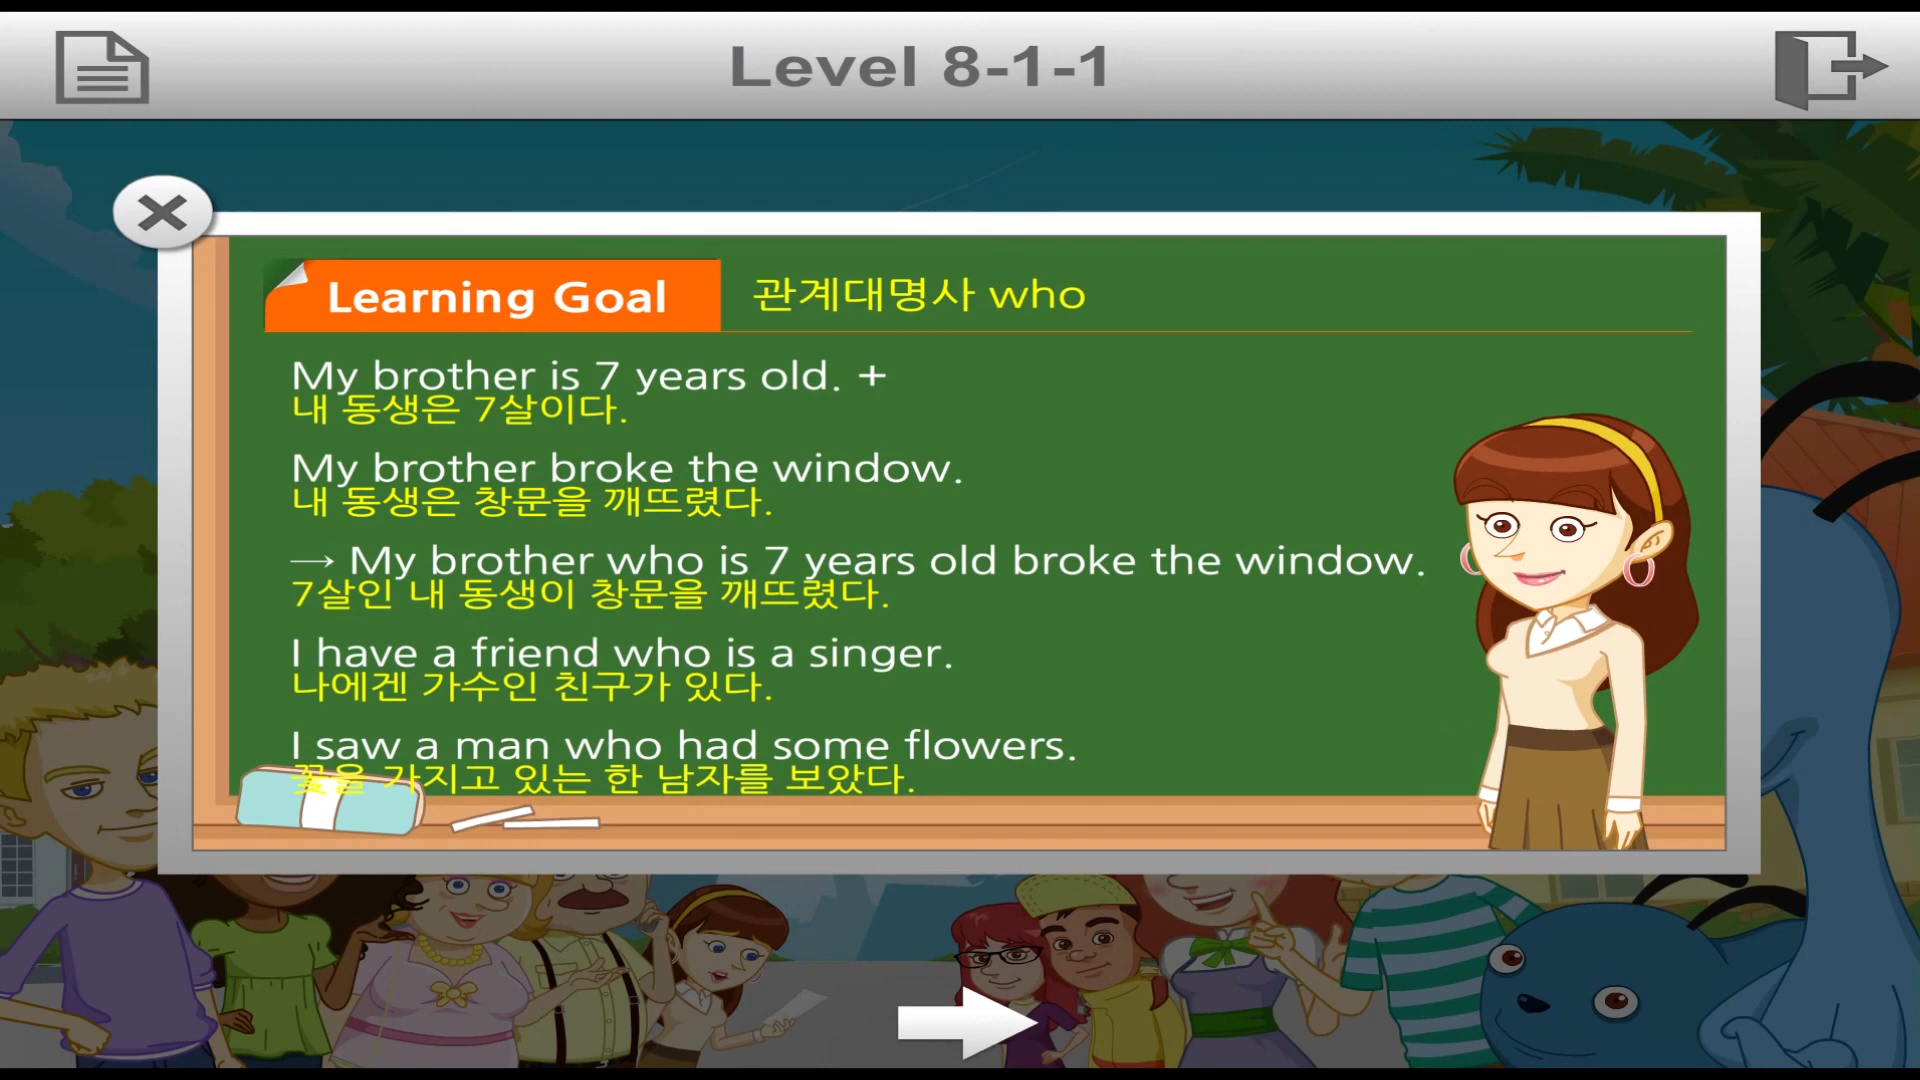 Level 8-1-1
Learning Goal 관계대명사 who
My brother is 7 years old. +
내 동생은 7살이다.
My brother broke the window.
내 동생은 창문을 깨뜨렸다.
→ My brother who is 7 years old broke the window.
7살인 내 동생이 창문을 깨뜨렸다.
I have a friend who is a singer.
나에겐 가수인 친구가 있다.
I saw a man who had some flowers.
꽃을 가지고 있는 한 남자를 보았다.